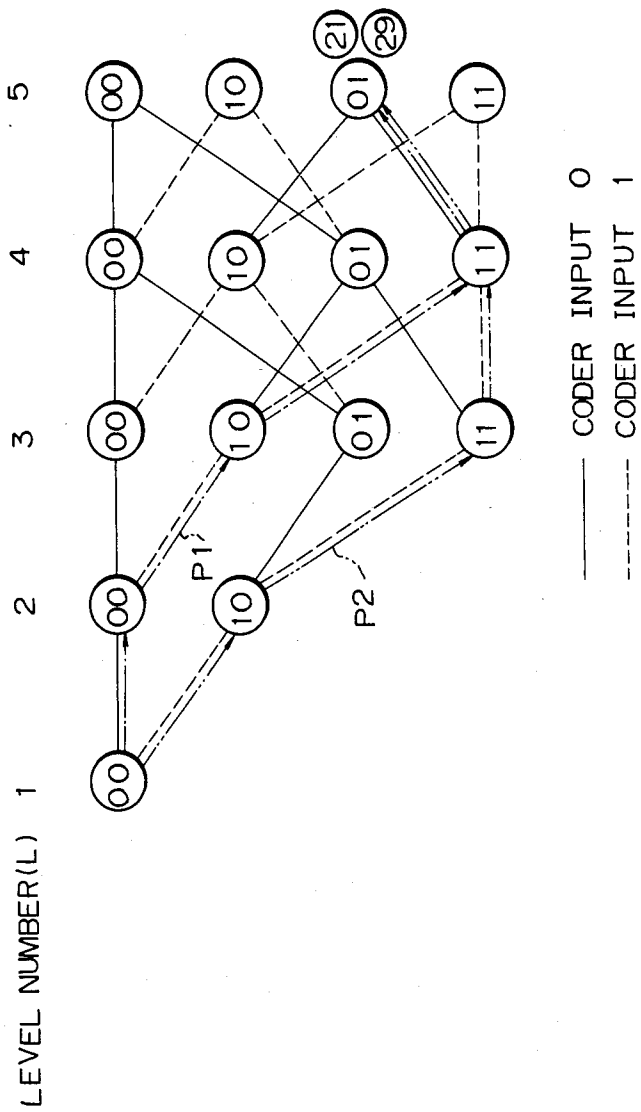 LEVEL NUMBER(L) 1 2 3 4 5
00 00 00 00 00
10 10 10 10
01 01 01
21
29
11 11 11
P1
P2
CODER INPUT 0
CODER INPUT 1